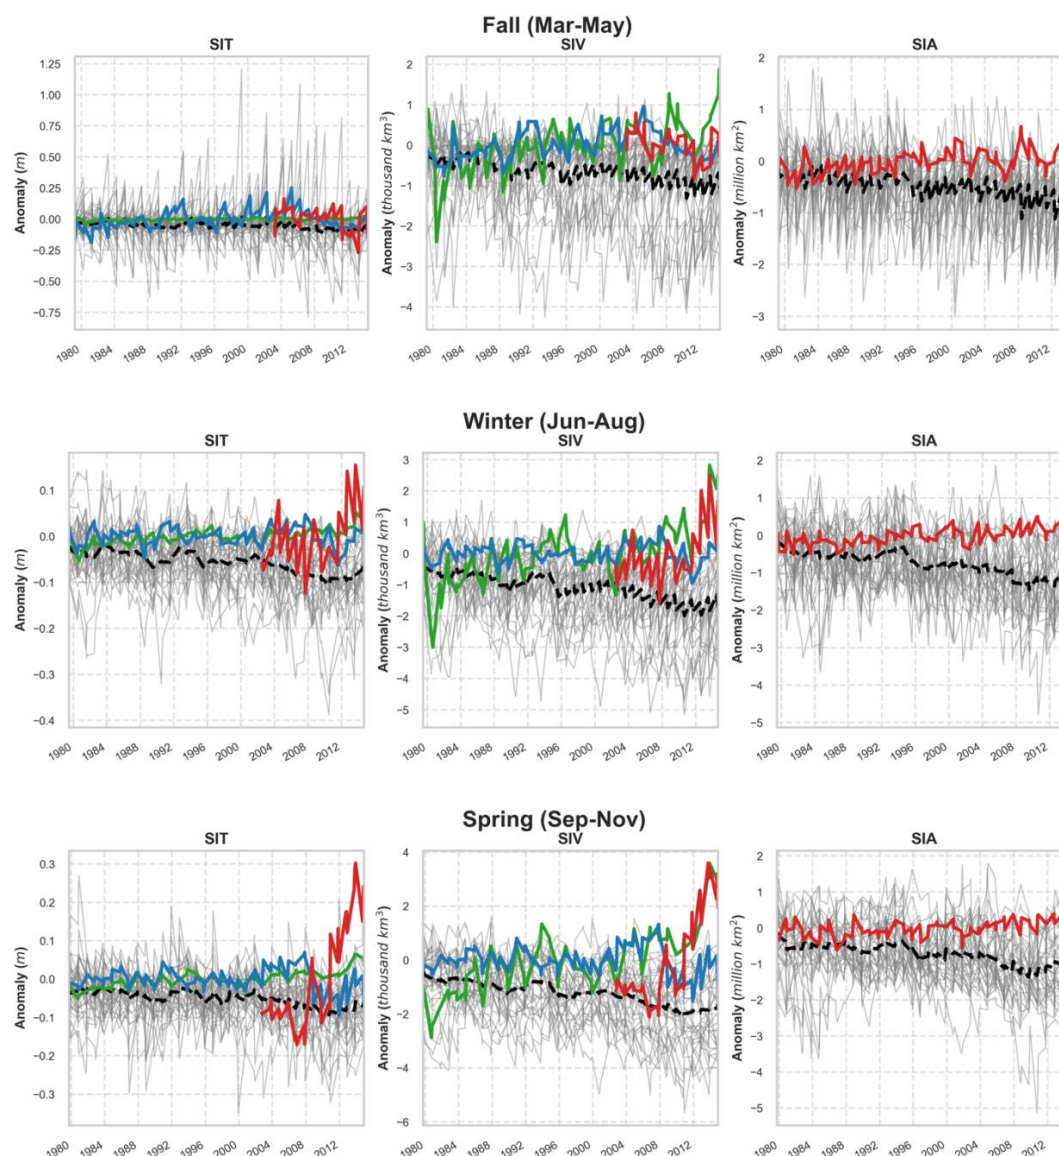 Fall (Mar-May)
SIT
SIV
SIA
Anomaly (m)
1.25
1.00
0.75
0.50
0.25
0.00
−0.25
−0.50
−0.75
1980 1984 1988 1992 1996 2000 2004 2008 2012
Anomaly (thousand km³)
2
1
0
−1
−2
−3
−4
1980 1984 1988 1992 1996 2000 2004 2008 2012
Anomaly (million km²)
2
1
0
−1
−2
−3
1980 1984 1988 1992 1996 2000 2004 2008 2012
Winter (Jun-Aug)
SIT
SIV
SIA
Anomaly (m)
0.1
0.0
−0.1
−0.2
−0.3
−0.4
1980 1984 1988 1992 1996 2000 2004 2008 2012
Anomaly (thousand km³)
3
2
1
0
−1
−2
−3
−4
−5
1980 1984 1988 1992 1996 2000 2004 2008 2012
Anomaly (million km²)
2
1
0
−1
−2
−3
−4
−5
1980 1984 1988 1992 1996 2000 2004 2008 2012
Spring (Sep-Nov)
SIT
SIV
SIA
Anomaly (m)
0.3
0.2
0.1
0.0
−0.1
−0.2
−0.3
1980 1984 1988 1992 1996 2000 2004 2008 2012
Anomaly (thousand km³)
4
2
0
−2
−4
−6
1980 1984 1988 1992 1996 2000 2004 2008 2012
Anomaly (million km²)
2
1
0
−1
−2
−3
−4
−5
1980 1984 1988 1992 1996 2000 2004 2008 2012